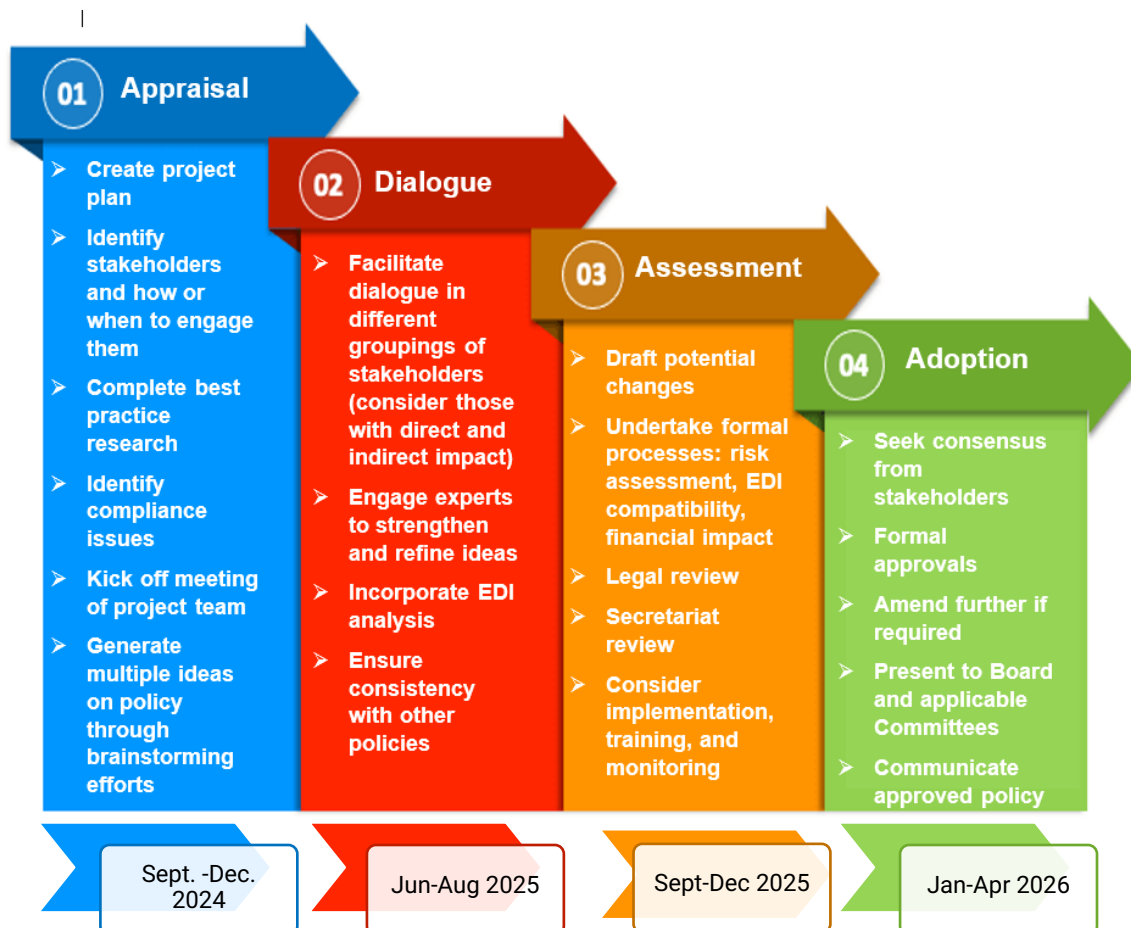 01 Appraisal
➢ Create project
plan
➢ Identify
stakeholders
and how or
when to engage
them
➢ Complete best
practice
research
➢ Identify
compliance
issues
➢ Kick off meeting
of project team
➢ Generate
multiple ideas
on policy
through
brainstorming
efforts
Sept. -Dec.
2024
02 Dialogue
➢ Facilitate
dialogue in
different
groupings of
stakeholders
(consider those
with direct and
indirect impact)
➢ Engage experts
to strengthen
and refine ideas
➢ Incorporate EDI
analysis
➢ Ensure
consistency
with other
policies
Jun-Aug 2025
03 Assessment
➢ Draft potential
changes
➢ Undertake formal
processes: risk
assessment, EDI
compatibility,
financial impact
➢ Legal review
➢ Secretariat
review
➢ Consider
implementation,
training, and
monitoring
Sept-Dec 2025
04 Adoption
➢ Seek consensus
from
stakeholders
➢ Formal
approvals
➢ Amend further if
required
➢ Present to Board
and applicable
Committees
➢ Communicate
approved policy
Jan-Apr 2026